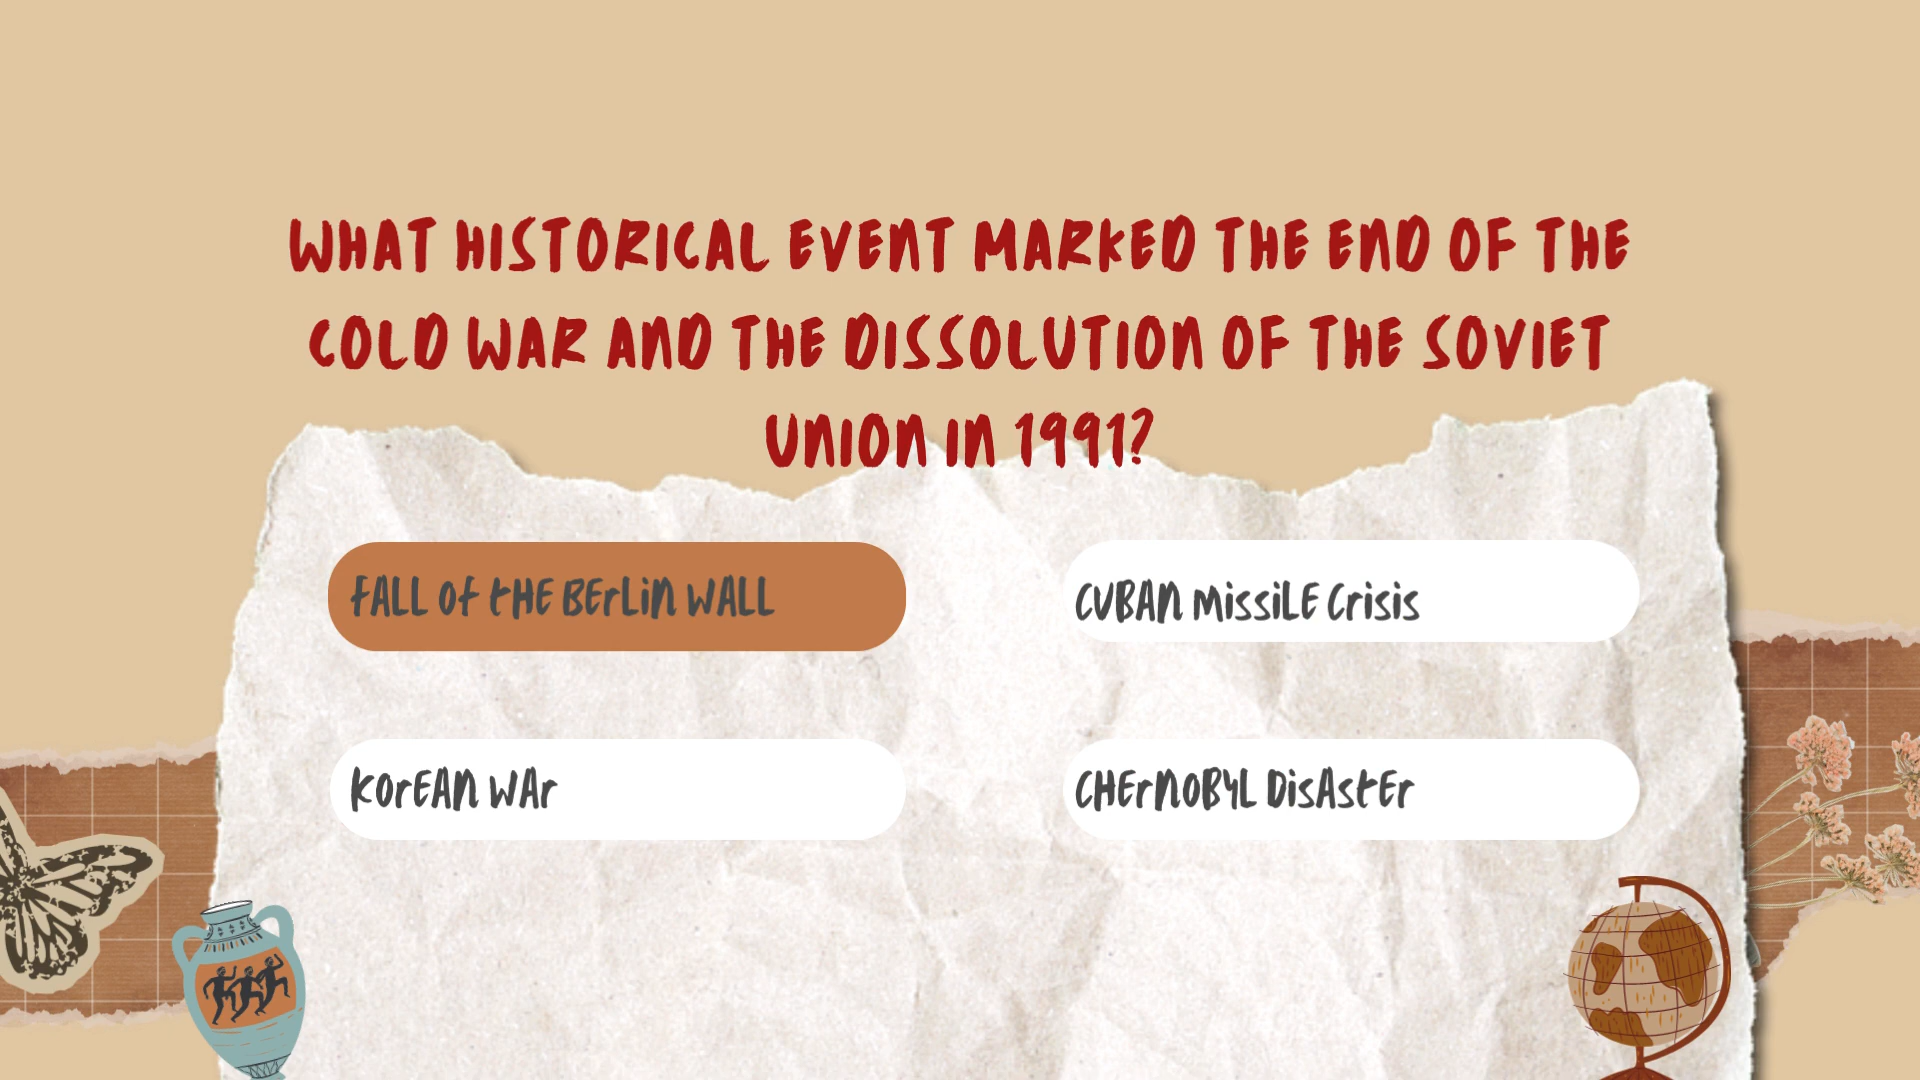 WHAT HISTORICAL EVENT MARKED THE END OF THE
COLD WAR AND THE DISSOLUTION OF THE SOVIET
UNION IN 1991?
FALL OF THE BERLIN WALL
CUBAN MISSILE CRISIS
KOREAN WAR
CHERNOBYL DISASTER